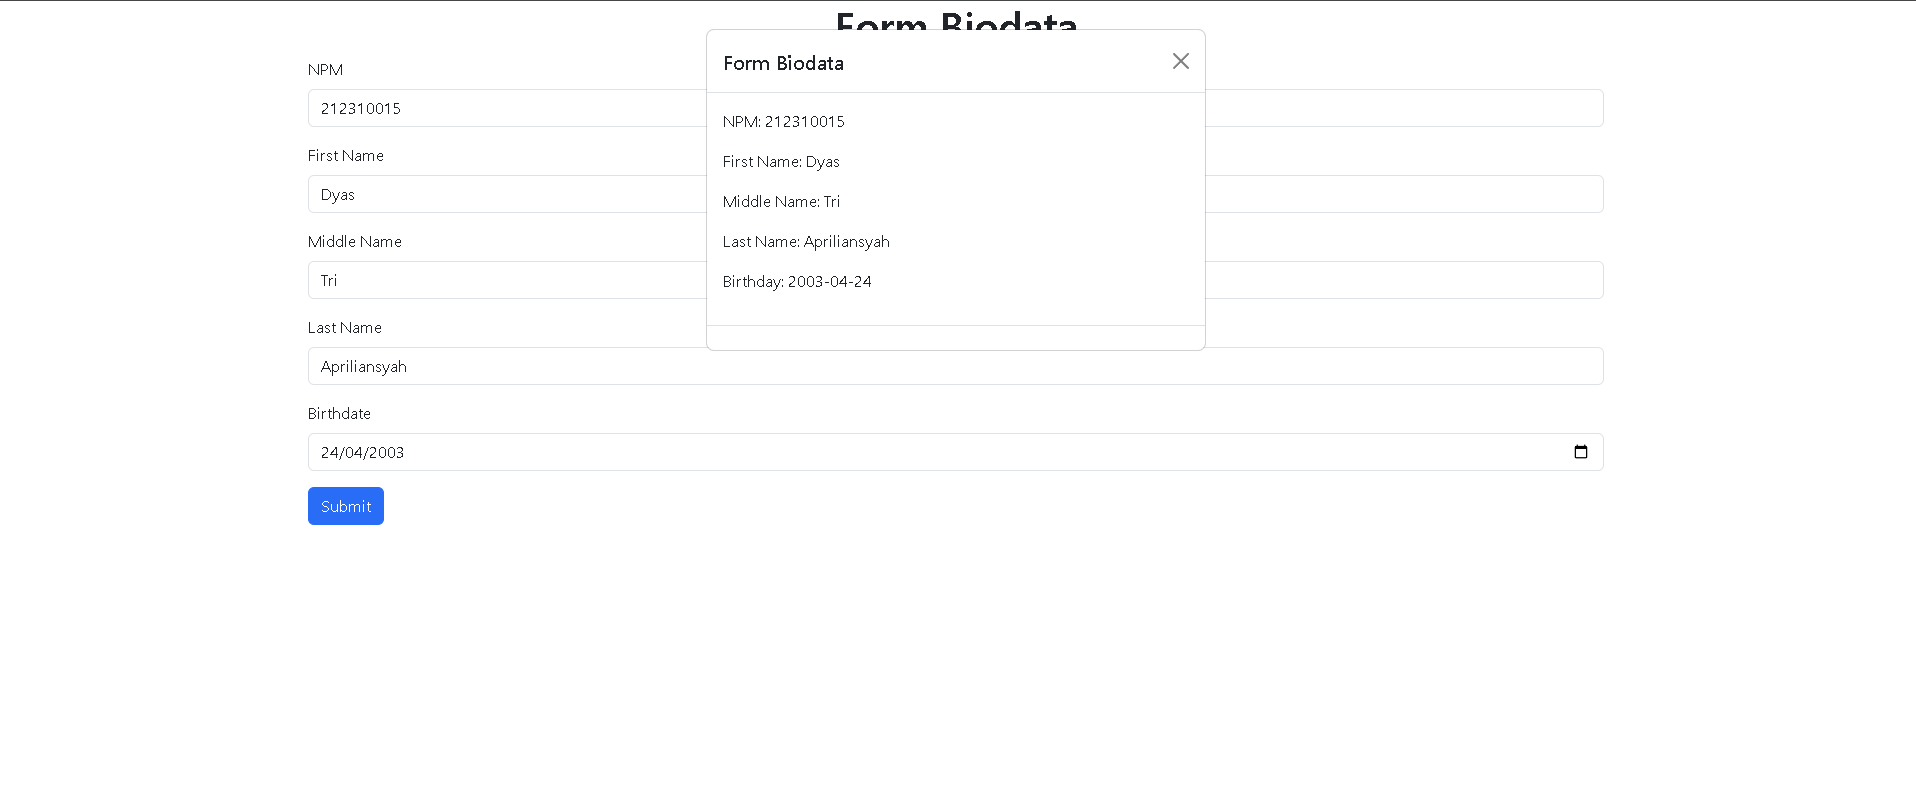 Form Biodata
Form Biodata
NPM
212310015
NPM: 212310015
First Name
First Name: Dyas
Dyas
Middle Name: Tri
Middle Name
Last Name: Apriliansyah
Tri
Birthday: 2003-04-24
Last Name
Apriliansyah
Birthdate
24/04/2003
Submit